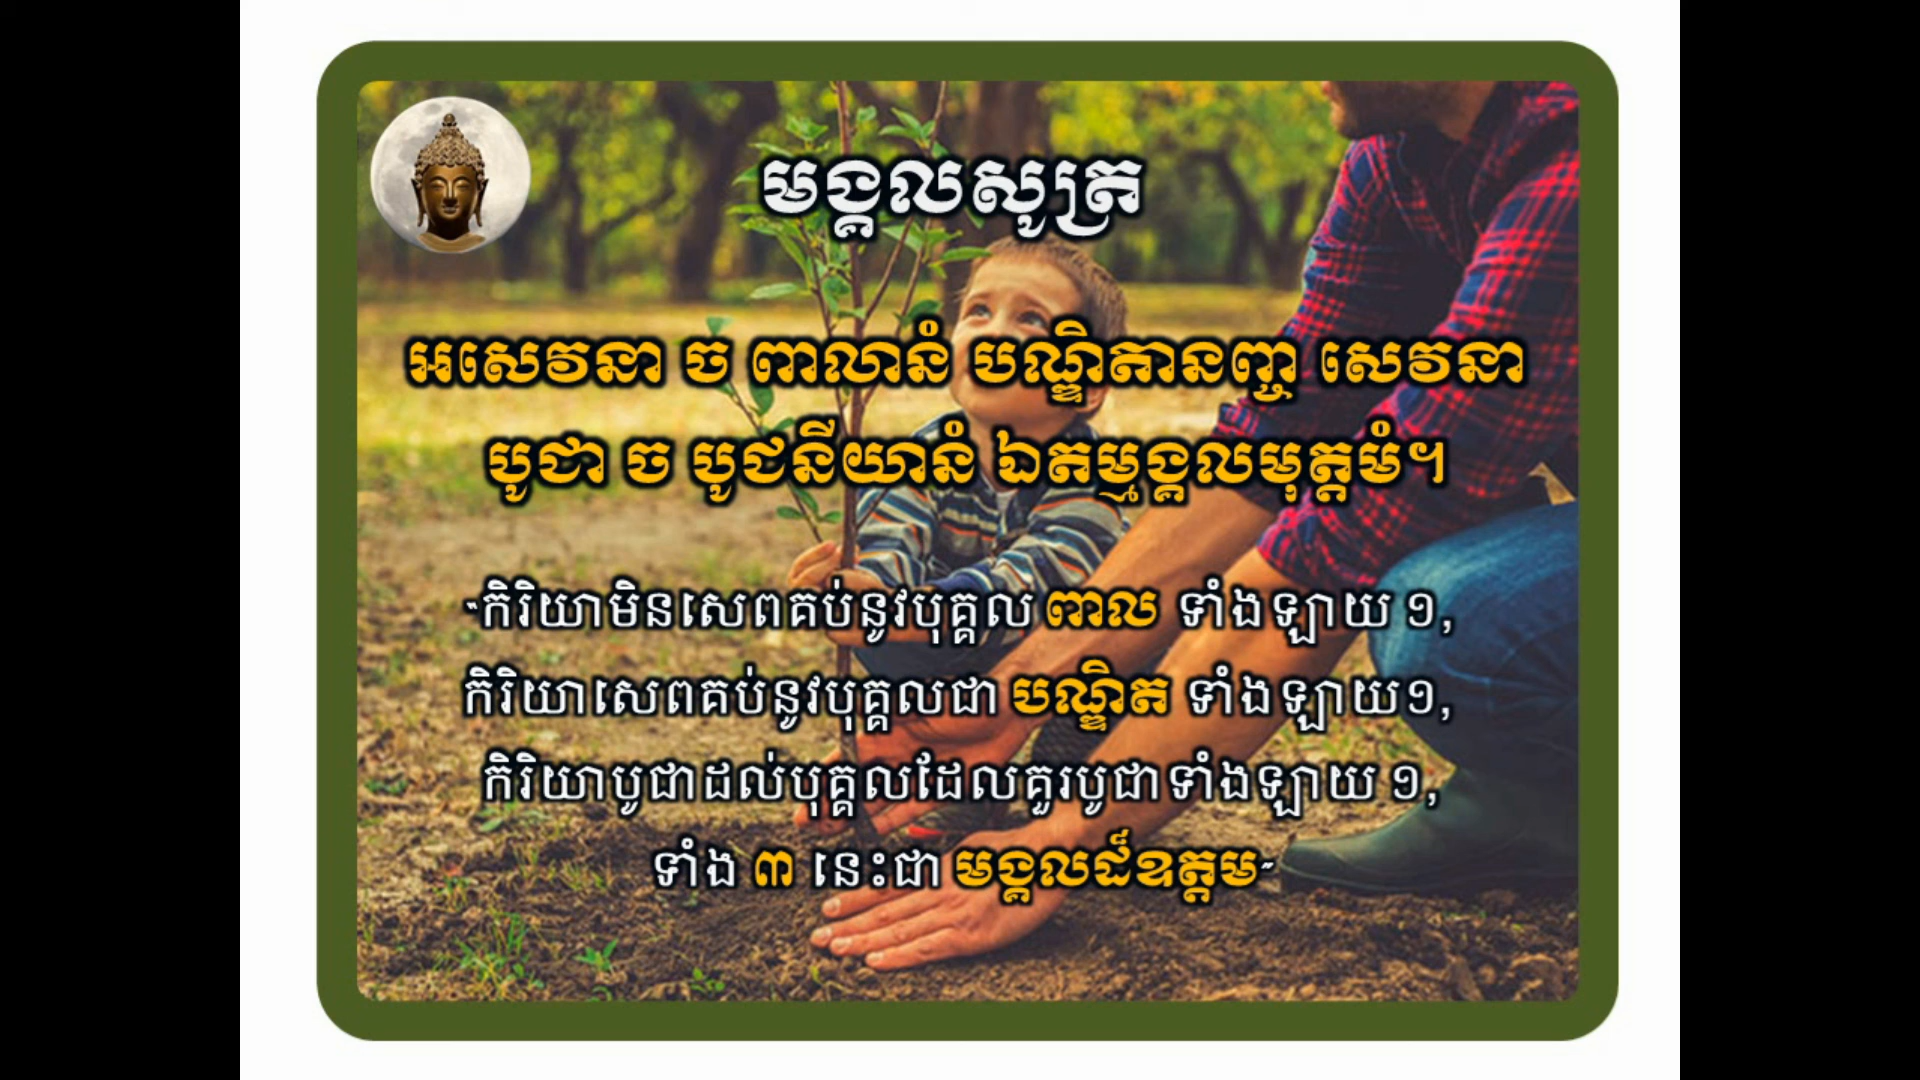 មង្គលសូត្រ
អសេវនា ច ពាលានំ បណ្ឌិតានញ្ច សេវនា
បូជា ច បូជនីយានំ ឯតម្មង្គលមុត្តមំ។
“កិរិយាមិនសេពគប់នូវបុគ្គល ពាល ទាំងឡាយ ១,
កិរិយាសេពគប់នូវបុគ្គលជា បណ្ឌិត ទាំងឡាយ១,
កិរិយាបូជាដល់បុគ្គលដែលគួរបូជាទាំងឡាយ ១,
ទាំង ៣ នេះជា មង្គលដ៏ឧត្តម”